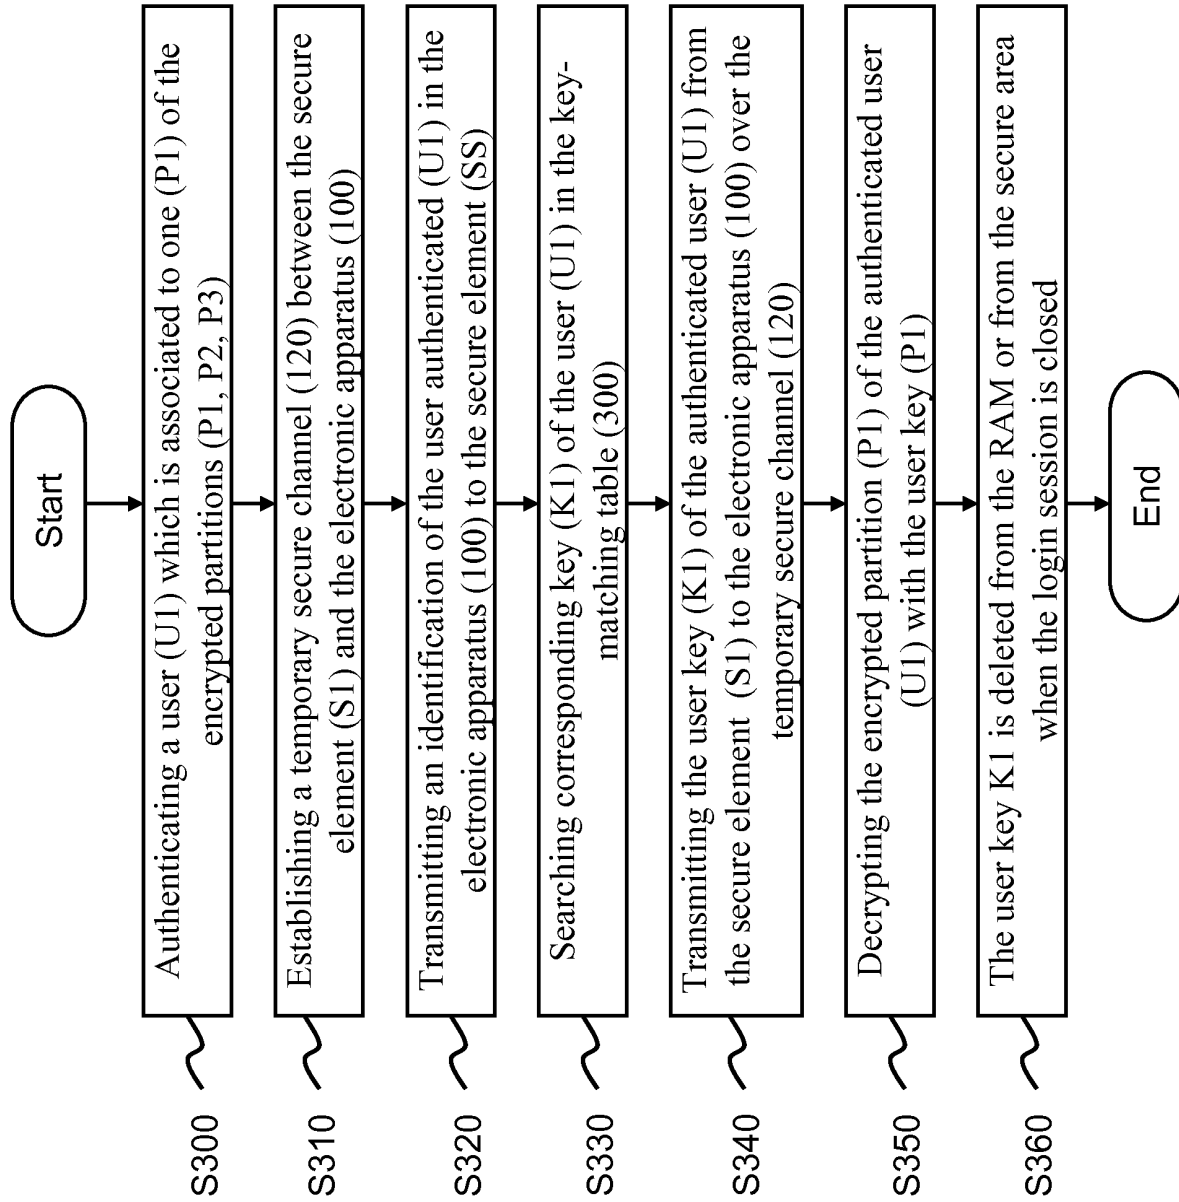 Start
S300
Authenticating a user (U1) which is associated to one (P1) of the
encrypted partitions (P1, P2, P3)
S310
Establishing a temporary secure channel (120) between the secure
element (S1) and the electronic apparatus (100)
S320
Transmitting an identification of the user authenticated (U1) in the
electronic apparatus (100) to the secure element (SS)
S330
Searching corresponding key (K1) of the user (U1) in the key-
matching table (300)
S340
Transmitting the user key (K1) of the authenticated user (U1) from
the secure element (S1) to the electronic apparatus (100) over the
temporary secure channel (120)
S350
Decrypting the encrypted partition (P1) of the authenticated user
(U1) with the user key (P1)
S360
The user key K1 is deleted from the RAM or from the secure area
when the login session is closed
End